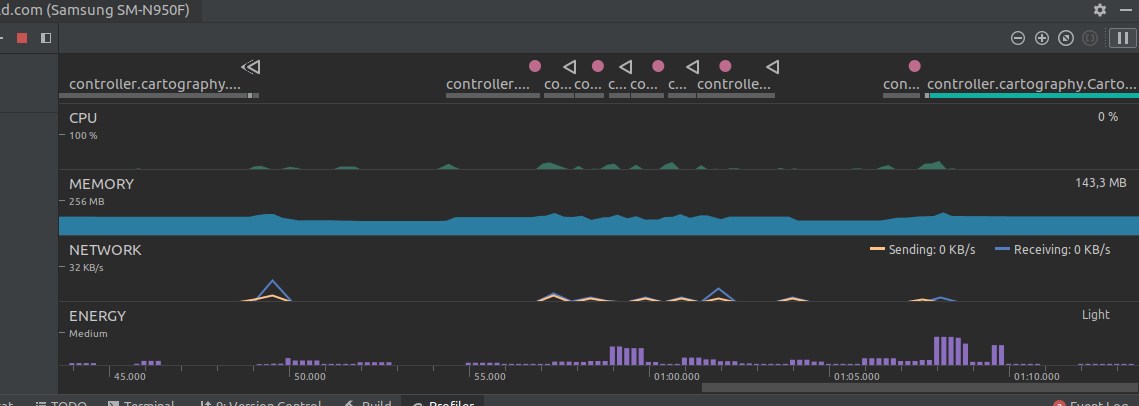 d.com (Samsung SM-N950F)
controller.cartography.... controller.... co... co... c... co... c... controlle... con... controller.cartography.Carto...
CPU 0 %
100 %
MEMORY 143,3 MB
256 MB
NETWORK Sending: 0 KB/s Receiving: 0 KB/s
32 KB/s
ENERGY Light
Medium
45.000 50.000 55.000 01:00.000 01:05.000 01:10.000
TODO Terminal 9: Version Control Build Profiler Event Log